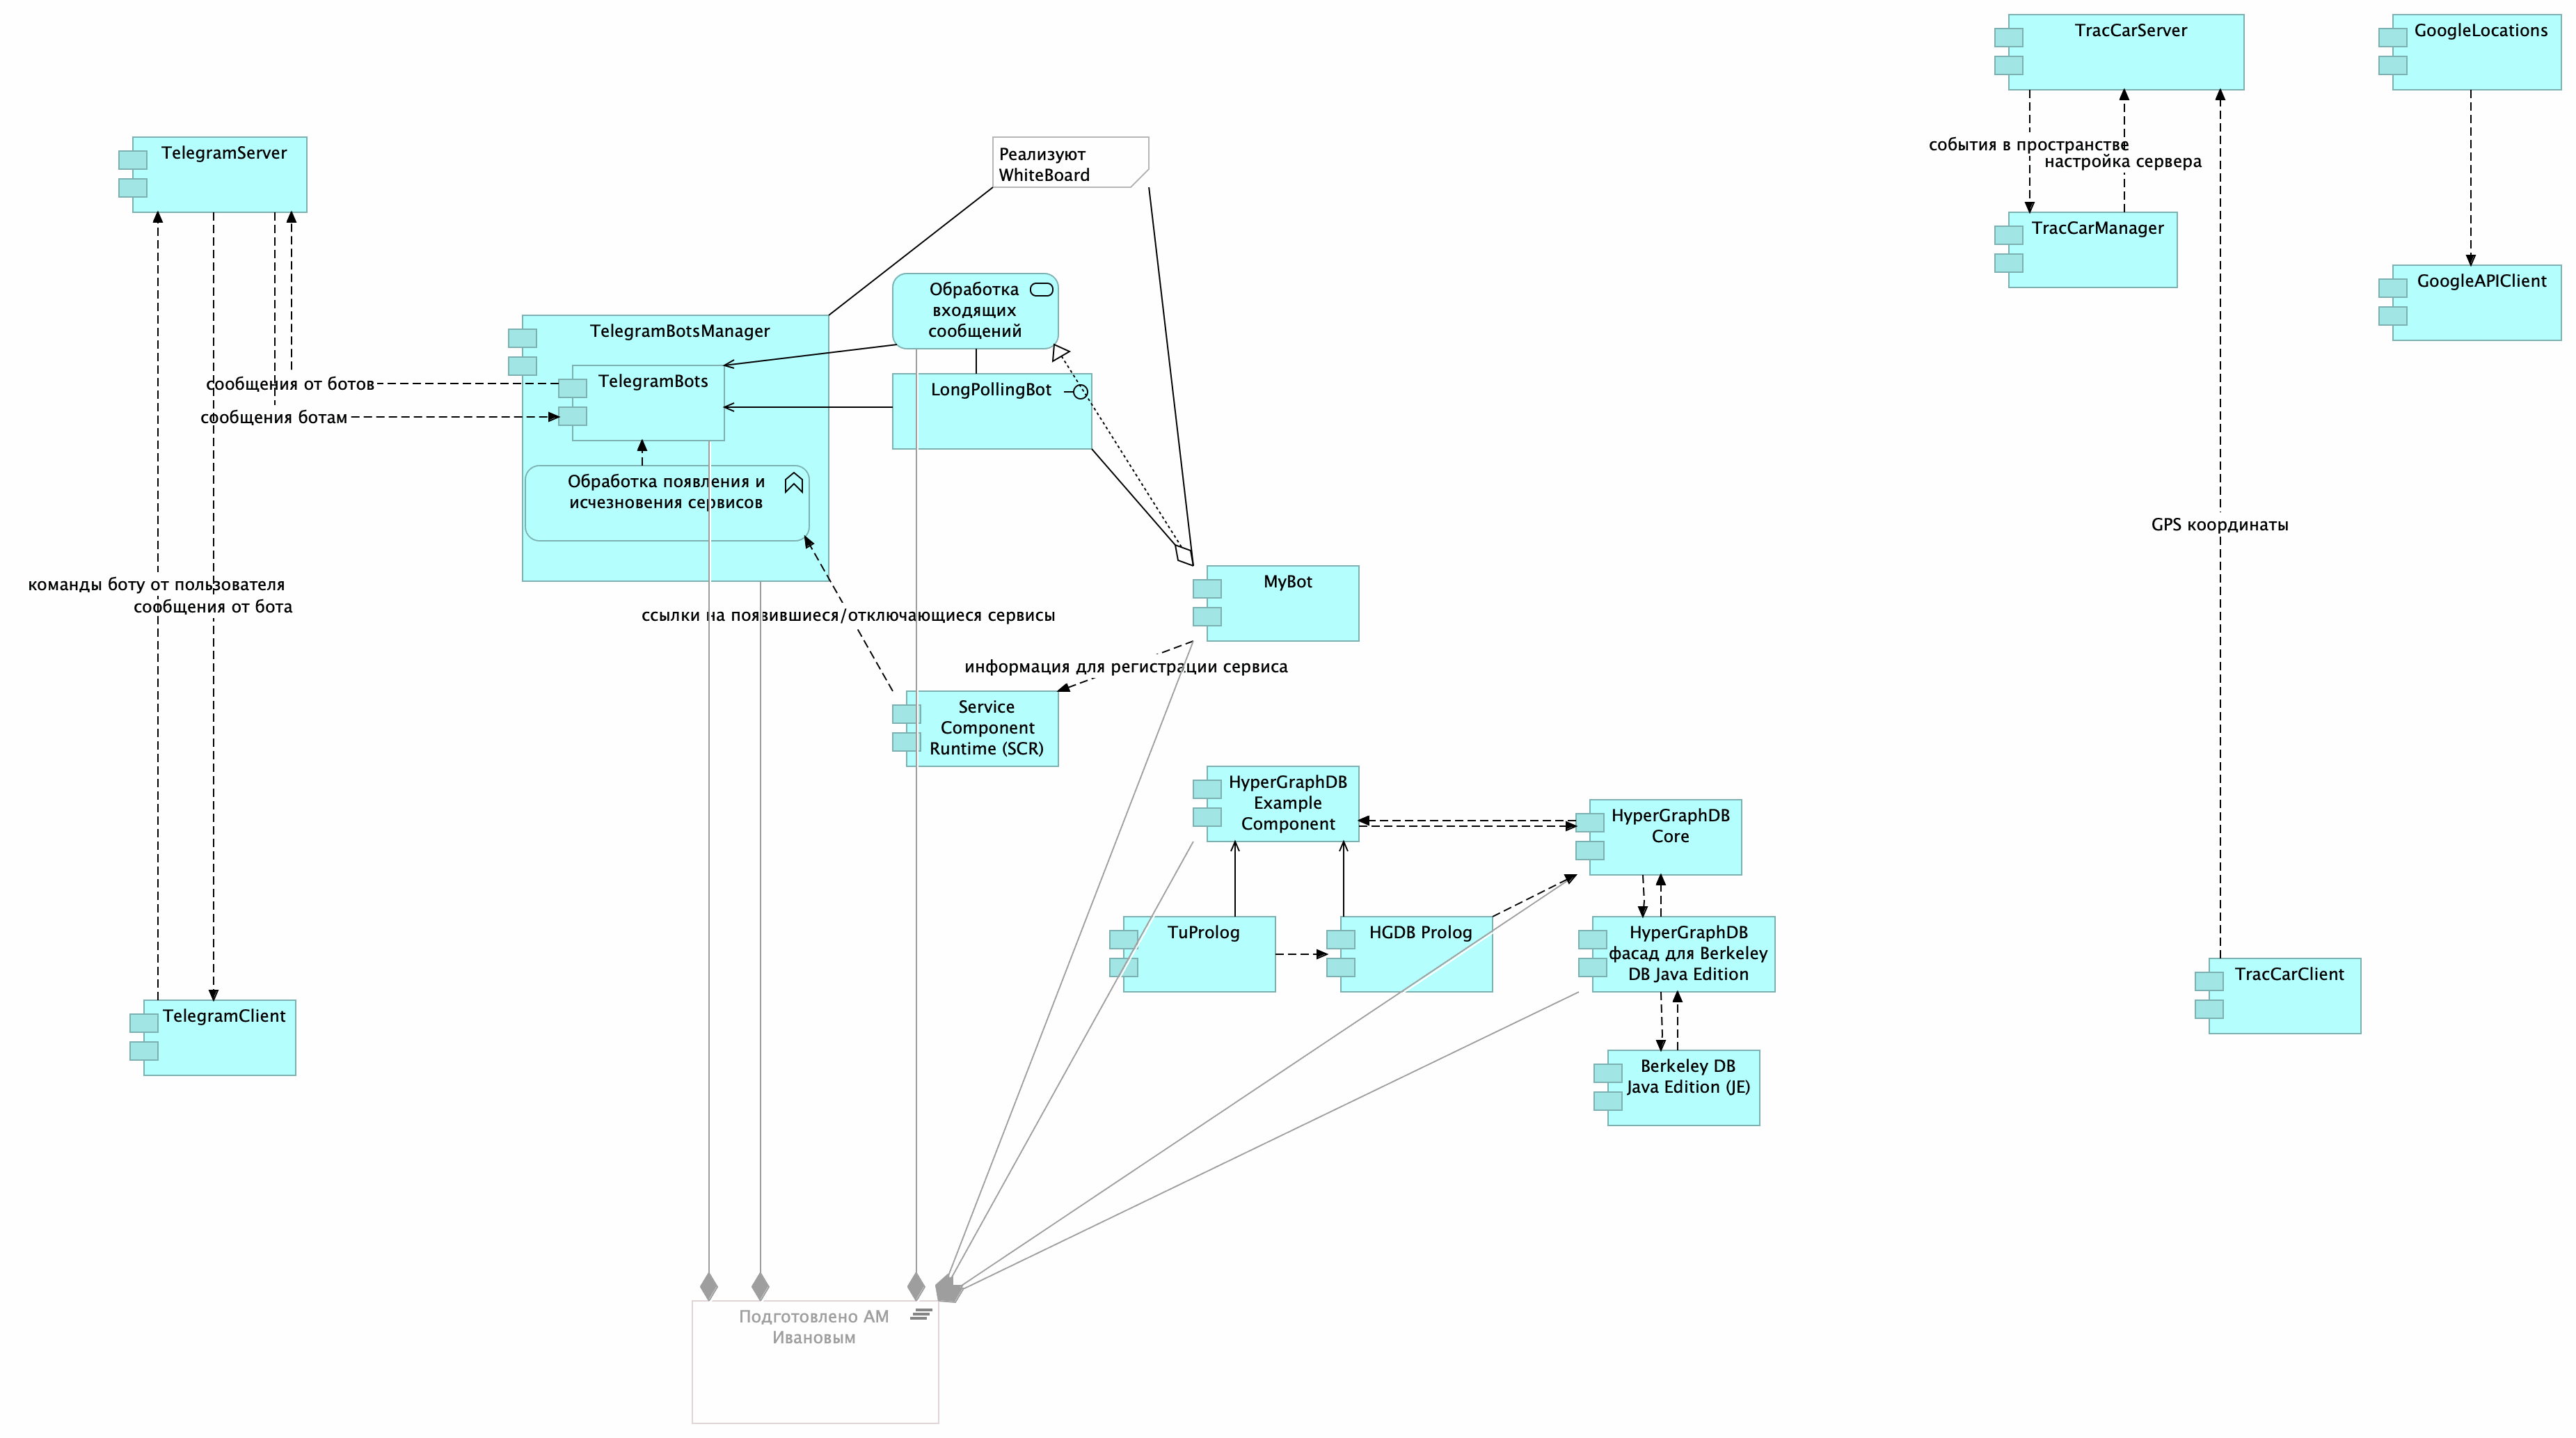 TracCarServer
GoogleLocations
события в пространстве
настройка сервера
TelegramServer
Реализуют
WhiteBoard
TracCarManager
GoogleAPIClient
Обработка
входящих
сообщений
TelegramBotsManager
TelegramBots
LongPollingBot
сообщения от ботов
сообщения ботам
Обработка появления и
исчезновения сервисов
GPS координаты
команды боту от пользователя
сообщения от бота
MyBot
ссылки на появившиеся/отключающиеся сервисы
информация для регистрации сервиса
Service
Component
Runtime (SCR)
HyperGraphDB
Example
Component
HyperGraphDB
Core
TuProlog
HGDB Prolog
HyperGraphDB
фасад для Berkeley
DB Java Edition
TracCarClient
TelegramClient
Berkeley DB
Java Edition (JE)
Подготовлено АМ
Ивановым